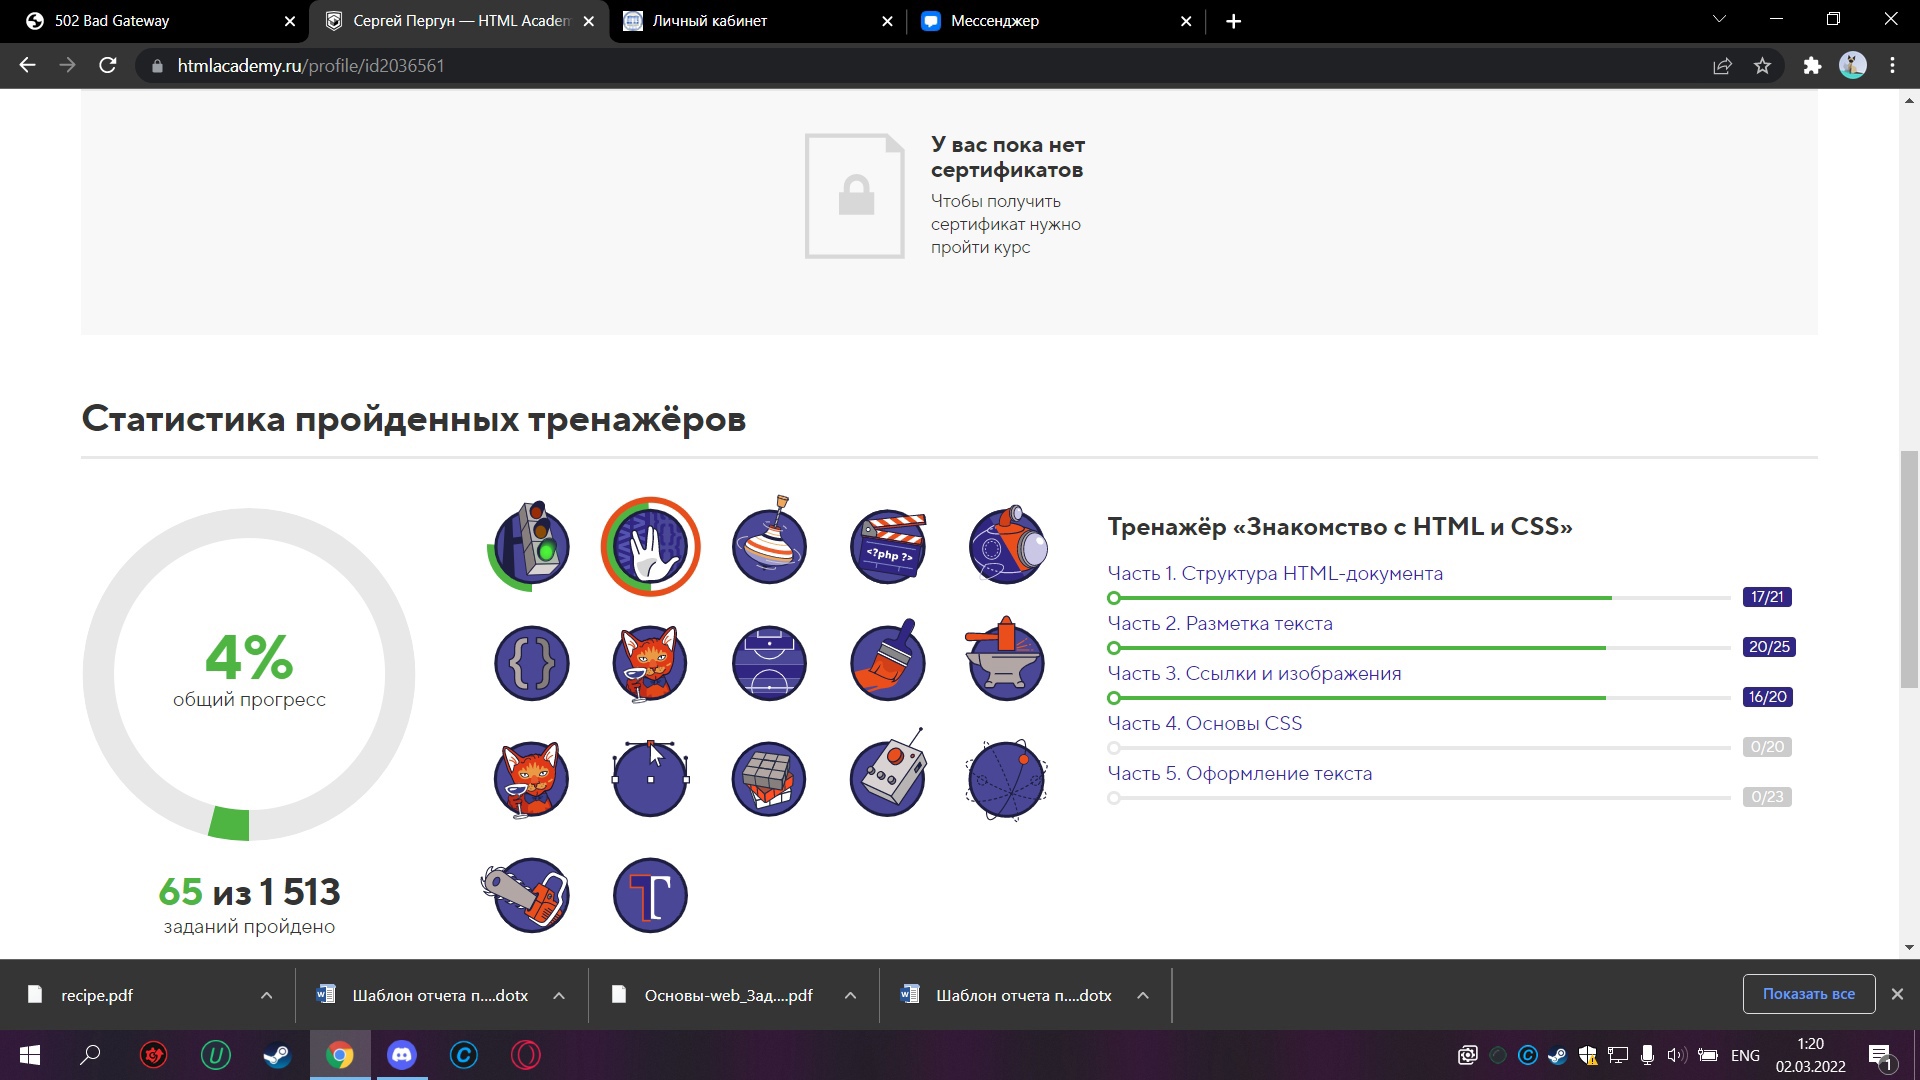 502 Bad Gateway
Сергей Пергун — HTML Academ
Личный кабинет
Мессенджер
htmlacademy.ru/profile/id2036561
У вас пока нет
сертификатов
Чтобы получить
сертификат нужно
пройти курс
Статистика пройденных тренажёров
4%
общий прогресс
65 из 1 513
заданий пройдено
<?php ?>
{ }
T
Тренажёр «Знакомство с HTML и CSS»
Часть 1. Структура HTML-документа
17/21
Часть 2. Разметка текста
20/25
Часть 3. Ссылки и изображения
16/20
Часть 4. Основы CSS
0/20
Часть 5. Оформление текста
0/23
recipe.pdf
Шаблон отчета п....dotx
Основы-web_Зад....pdf
Шаблон отчета п....dotx
Показать все
ENG
1:20
02.03.2022
1